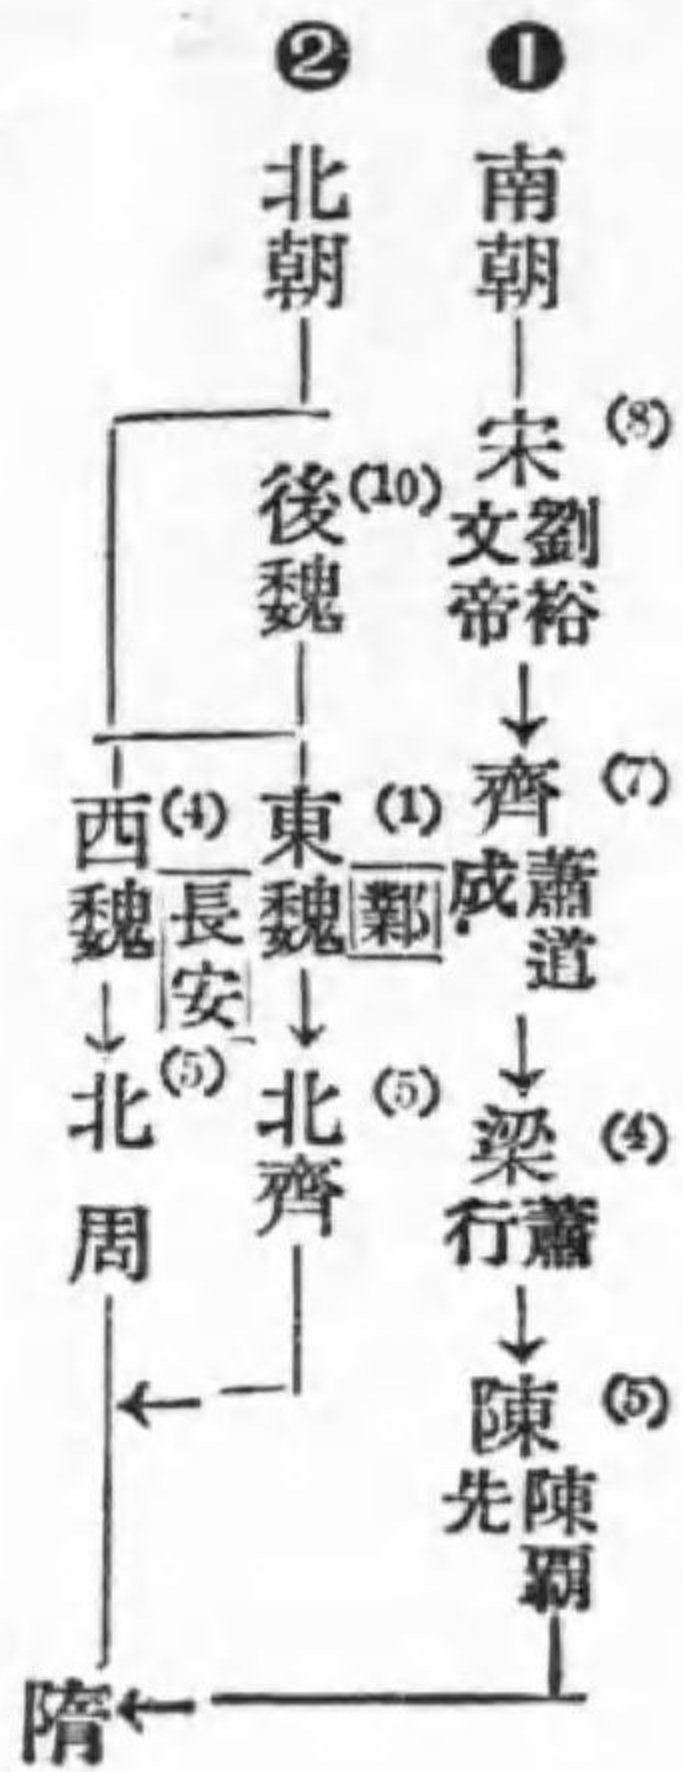 ❶
南朝
宋 (8)
劉裕
文帝
齊 (7)
蕭道
成
梁 (4)
蕭
行
陳 (5)
陳覇
先
❷
北朝
後魏 (10)
東魏 (1)
鄴
北齊 (5)
西魏 (4)
長安
北周 (5)
隋